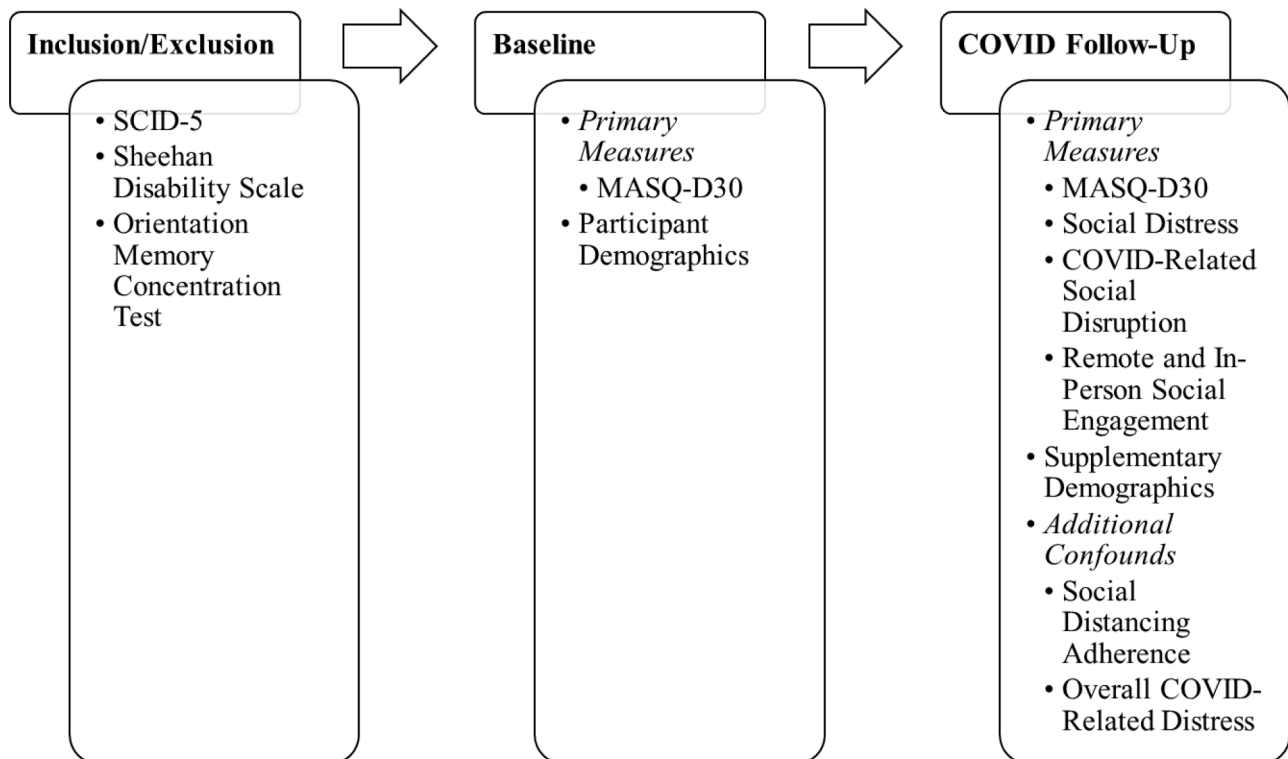 Inclusion/Exclusion
• SCID-5
• Sheehan
Disability Scale
• Orientation
Memory
Concentration
Test
Baseline
• Primary
Measures
• MASQ-D30
• Participant
Demographics
COVID Follow-Up
• Primary
Measures
• MASQ-D30
• Social Distress
• COVID-Related
Social
Disruption
• Remote and In-
Person Social
Engagement
• Supplementary
Demographics
• Additional
Confounds
• Social
Distancing
Adherence
• Overall COVID-
Related Distress